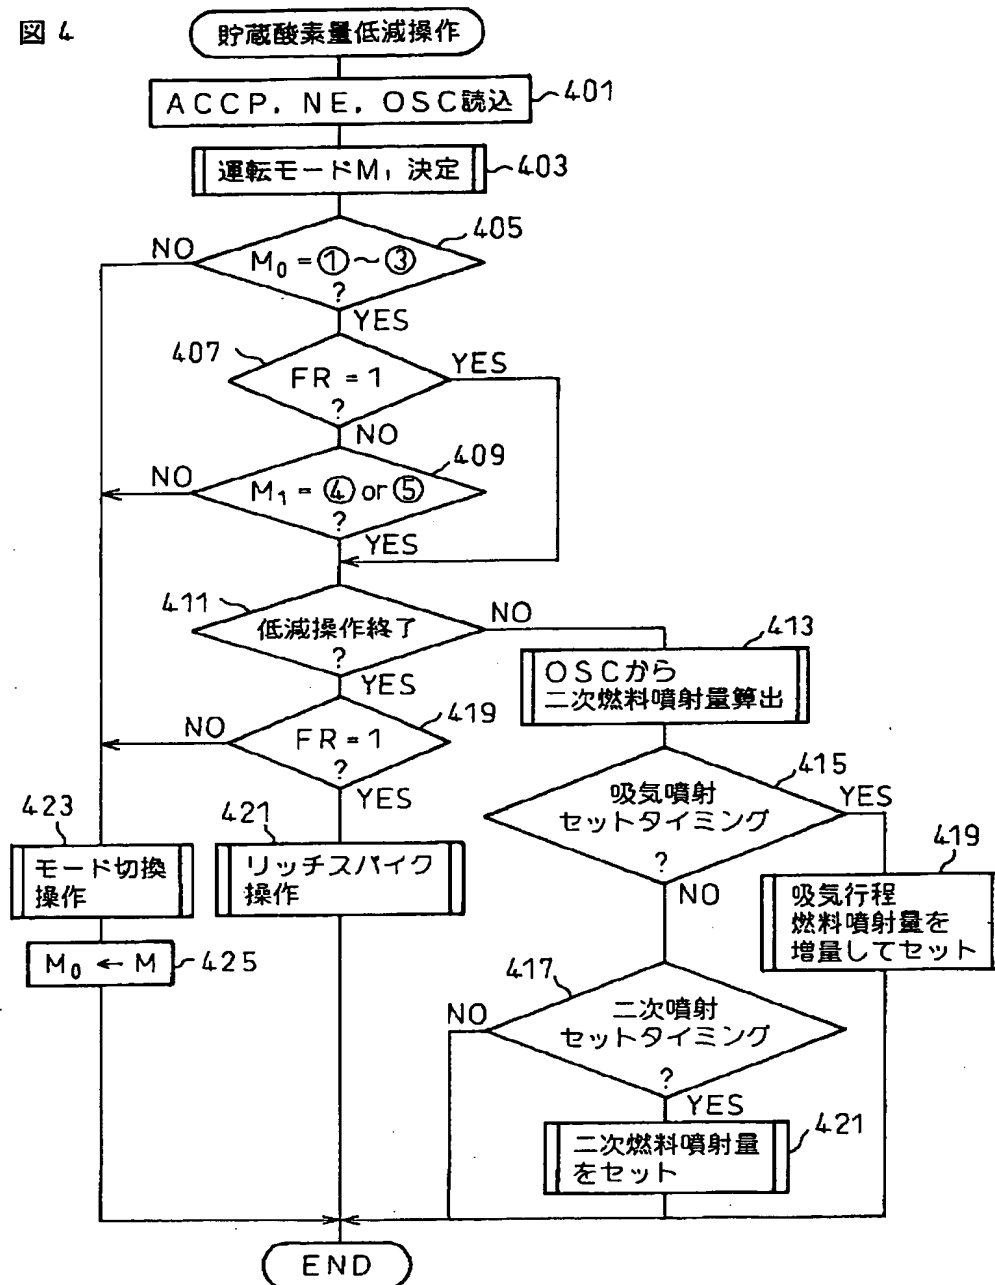 図4
貯蔵酸素量低減操作
ACCP, NE, OSC読込
401
運転モードM₁決定
403
405
NO
M₀=①〜③
?
YES
407
FR=1
?
YES
NO
409
NO
M₁=④or⑤
?
YES
411
低減操作終了
?
NO
YES
413
OSCから
二次燃料噴射量算出
419
NO
FR=1
?
YES
415
吸気噴射
セットタイミング
?
YES
NO
423
モード切換
操作
421
リッチスパイク
操作
419
吸気行程
燃料噴射量を
増量してセット
M₀←M
425
417
NO
二次噴射
セットタイミング
?
YES
二次燃料噴射量
をセット
421
END